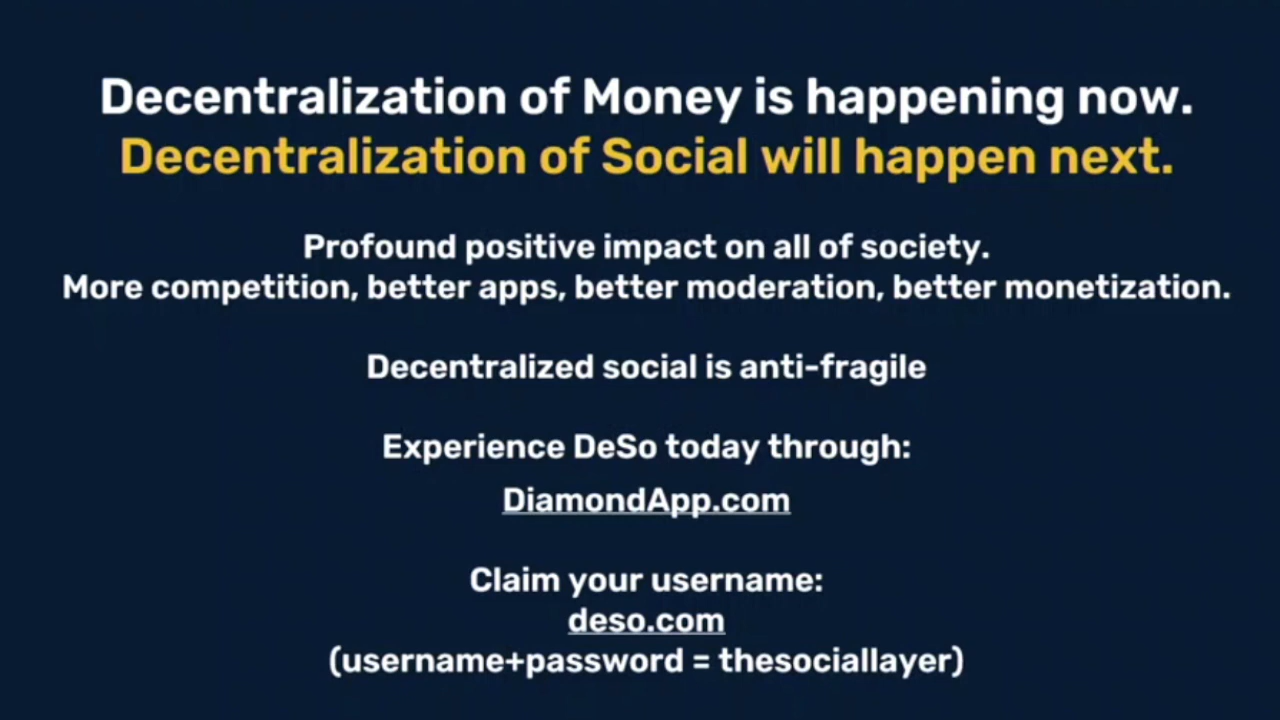 Decentralization of Money is happening now.
Decentralization of Social will happen next.
Profound positive impact on all of society.
More competition, better apps, better moderation, better monetization.
Decentralized social is anti-fragile
Experience DeSo today through:
DiamondApp.com
Claim your username:
deso.com
(username+password = thesociallayer)